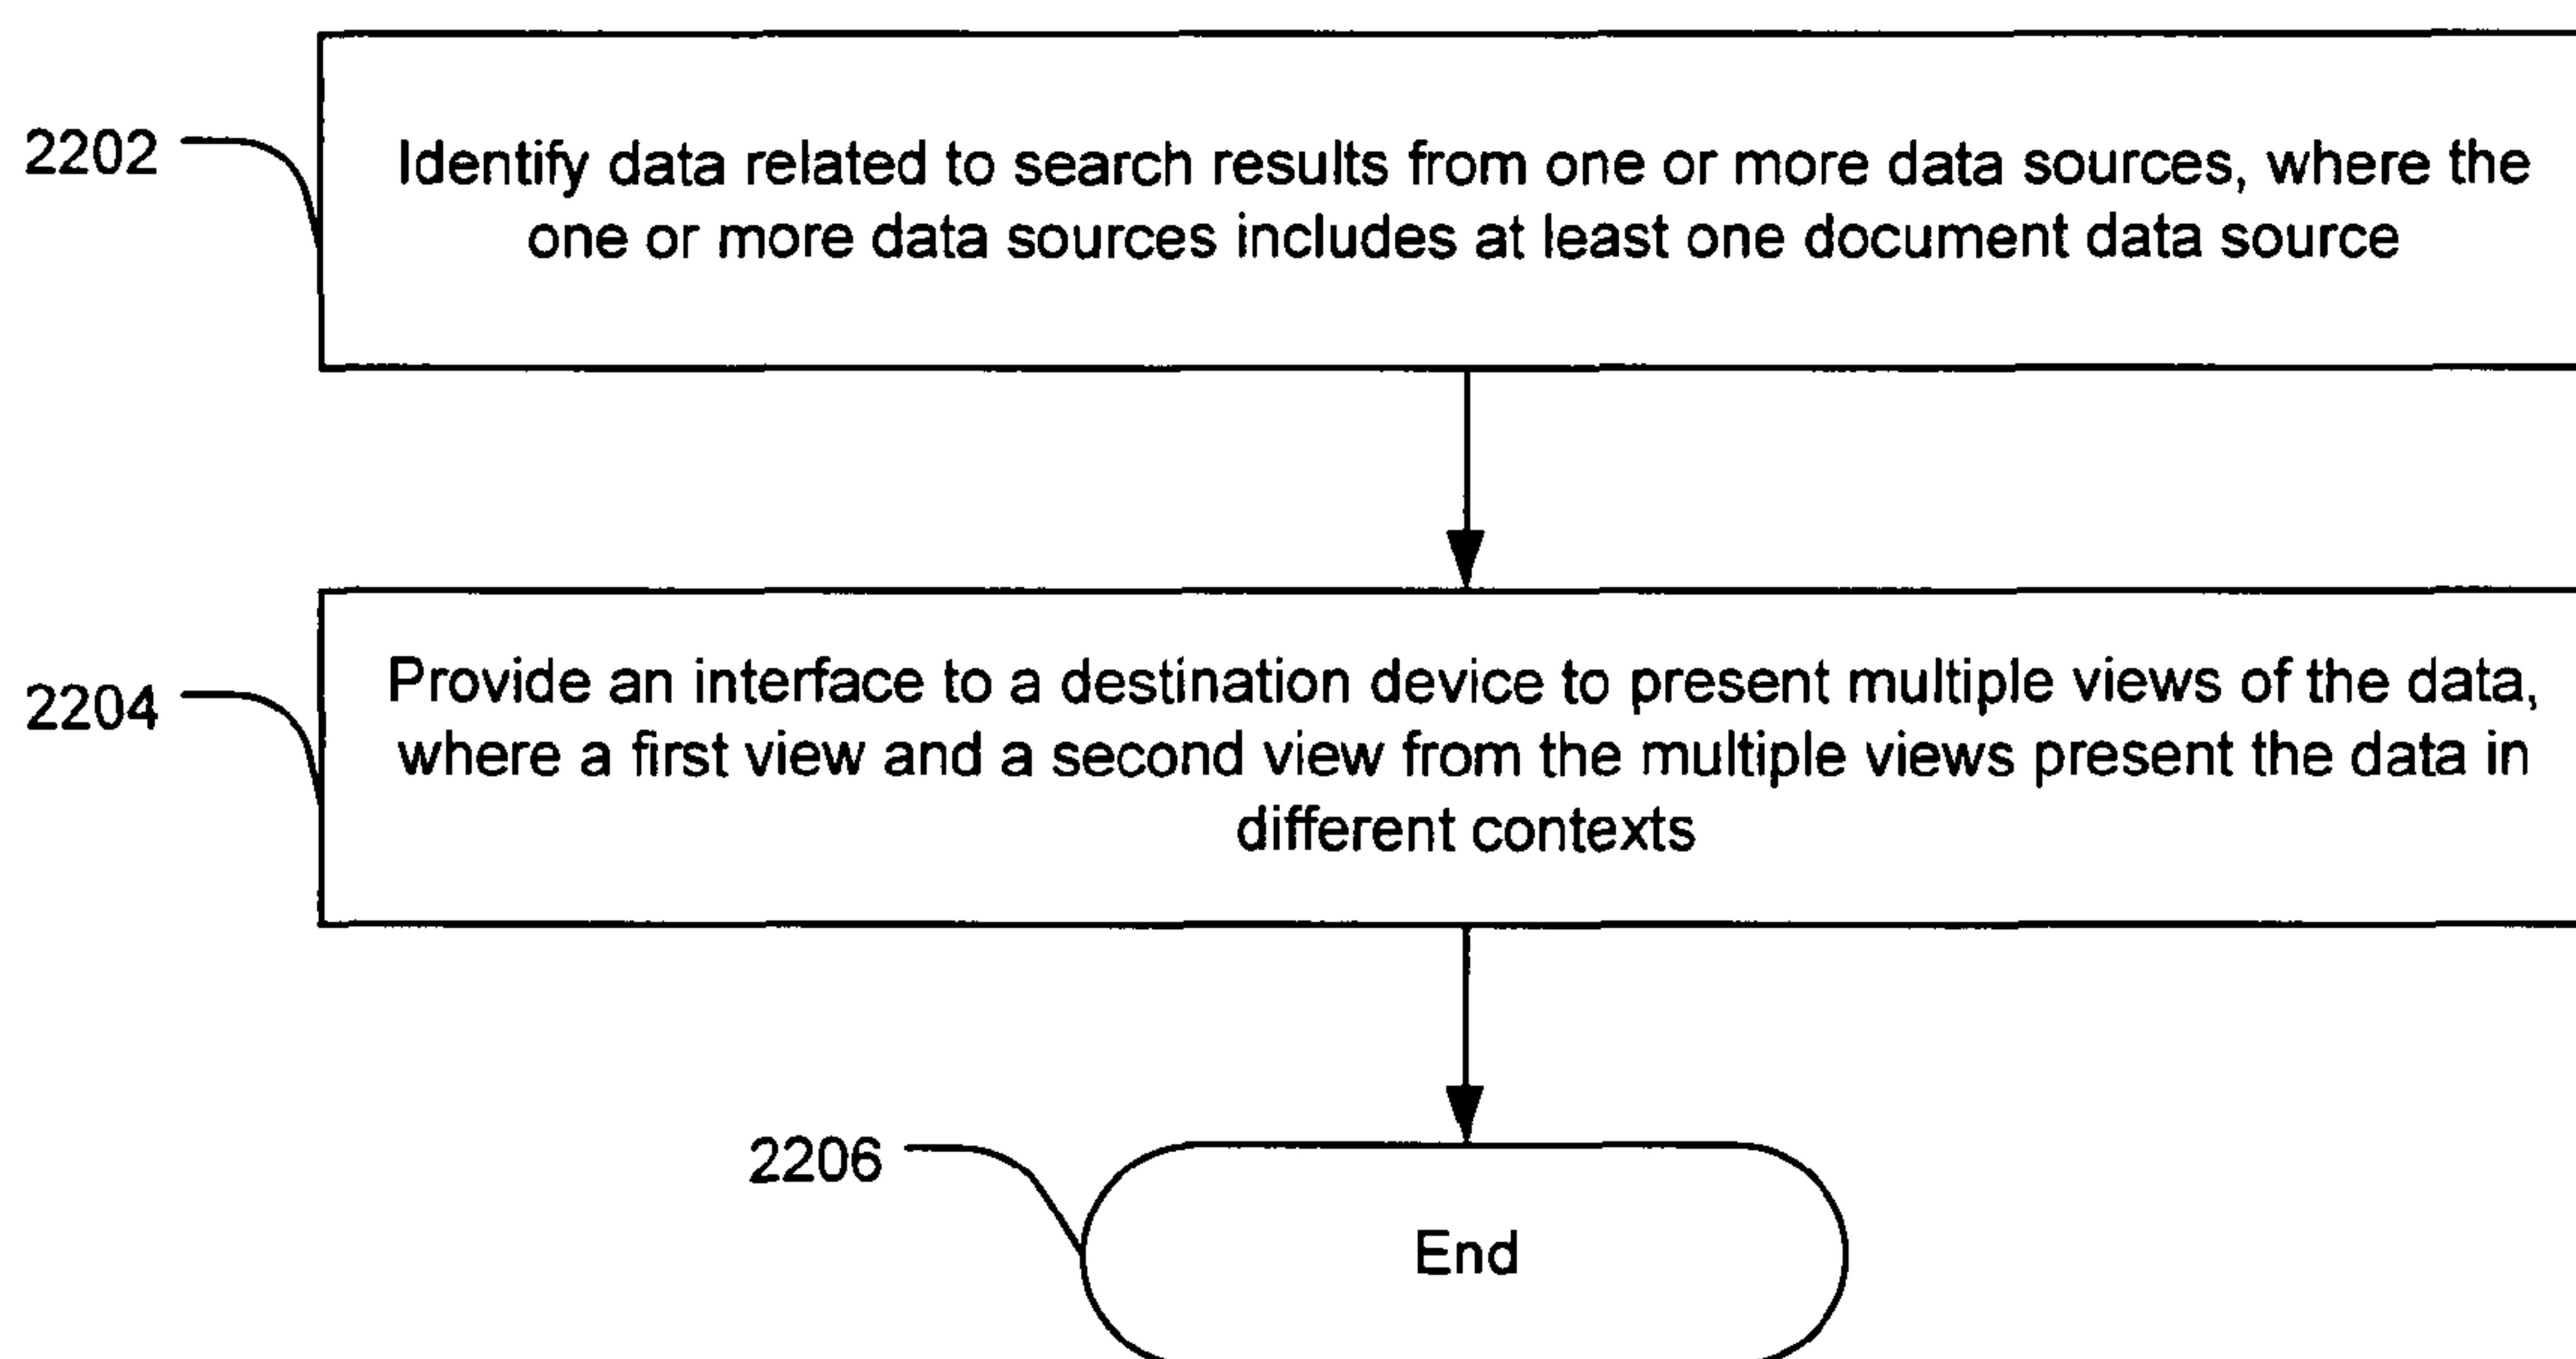 2202
Identify data related to search results from one or more data sources, where the
one or more data sources includes at least one document data source
2204
Provide an interface to a destination device to present multiple views of the data,
where a first view and a second view from the multiple views present the data in
different contexts
2206
End